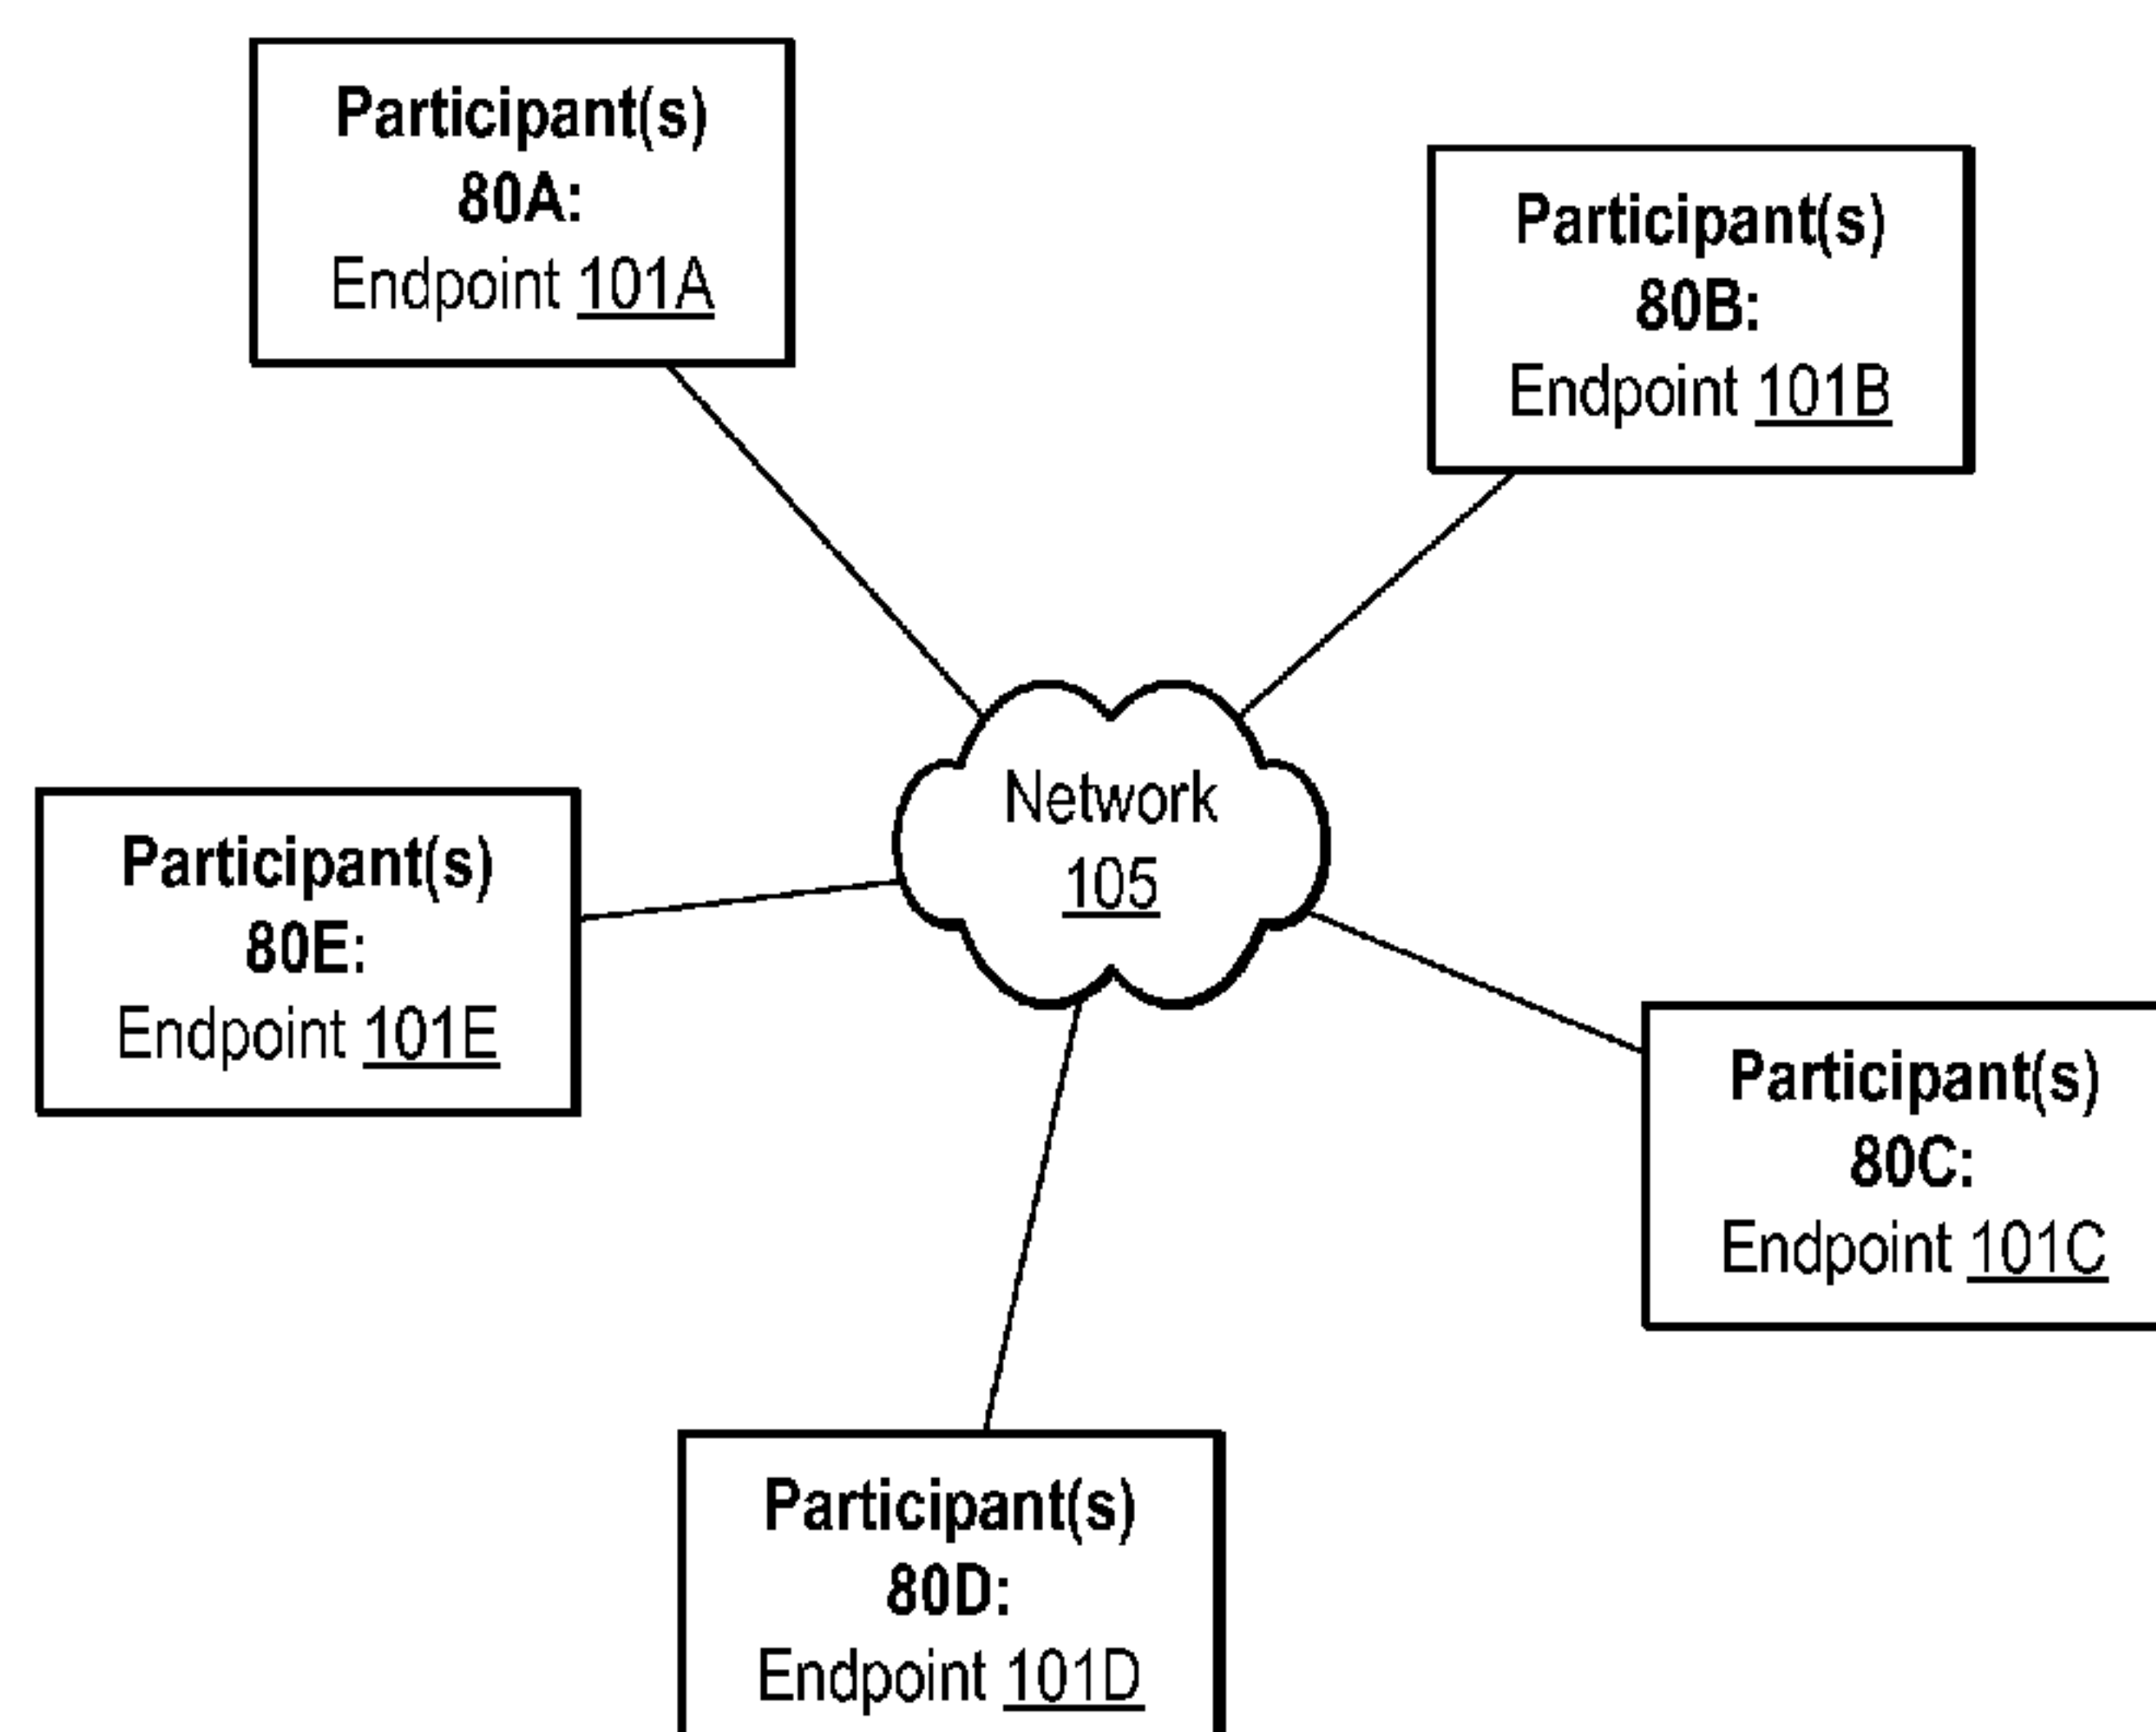 Participant(s)
80A:
Endpoint 101A
Participant(s)
80B:
Endpoint 101B
Network
105
Participant(s)
80E:
Endpoint 101E
Participant(s)
80C:
Endpoint 101C
Participant(s)
80D:
Endpoint 101D